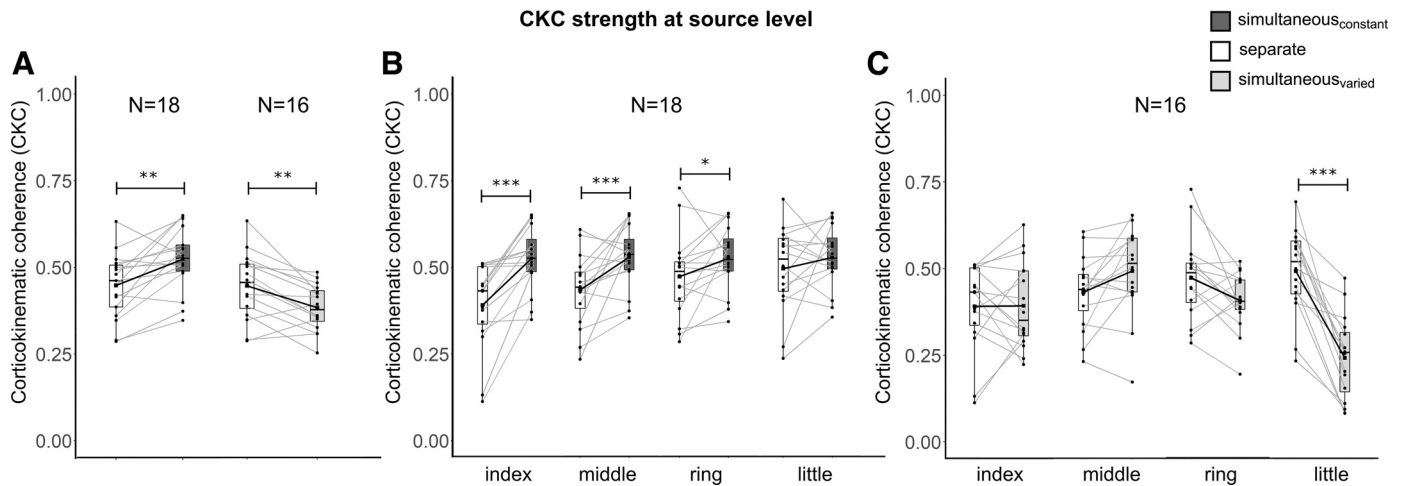 CKC strength at source level
simultaneousconstant
separate
simultaneousvaried
A
Corticokinematic coherence (CKC)
1.00
0.75
0.50
0.25
0.00
N=18
N=16
**
**
B
Corticokinematic coherence (CKC)
1.00
0.75
0.50
0.25
0.00
N=18
***
***
*
index
middle
ring
little
C
Corticokinematic coherence (CKC)
1.00
0.75
0.50
0.25
0.00
N=16
***
index
middle
ring
little